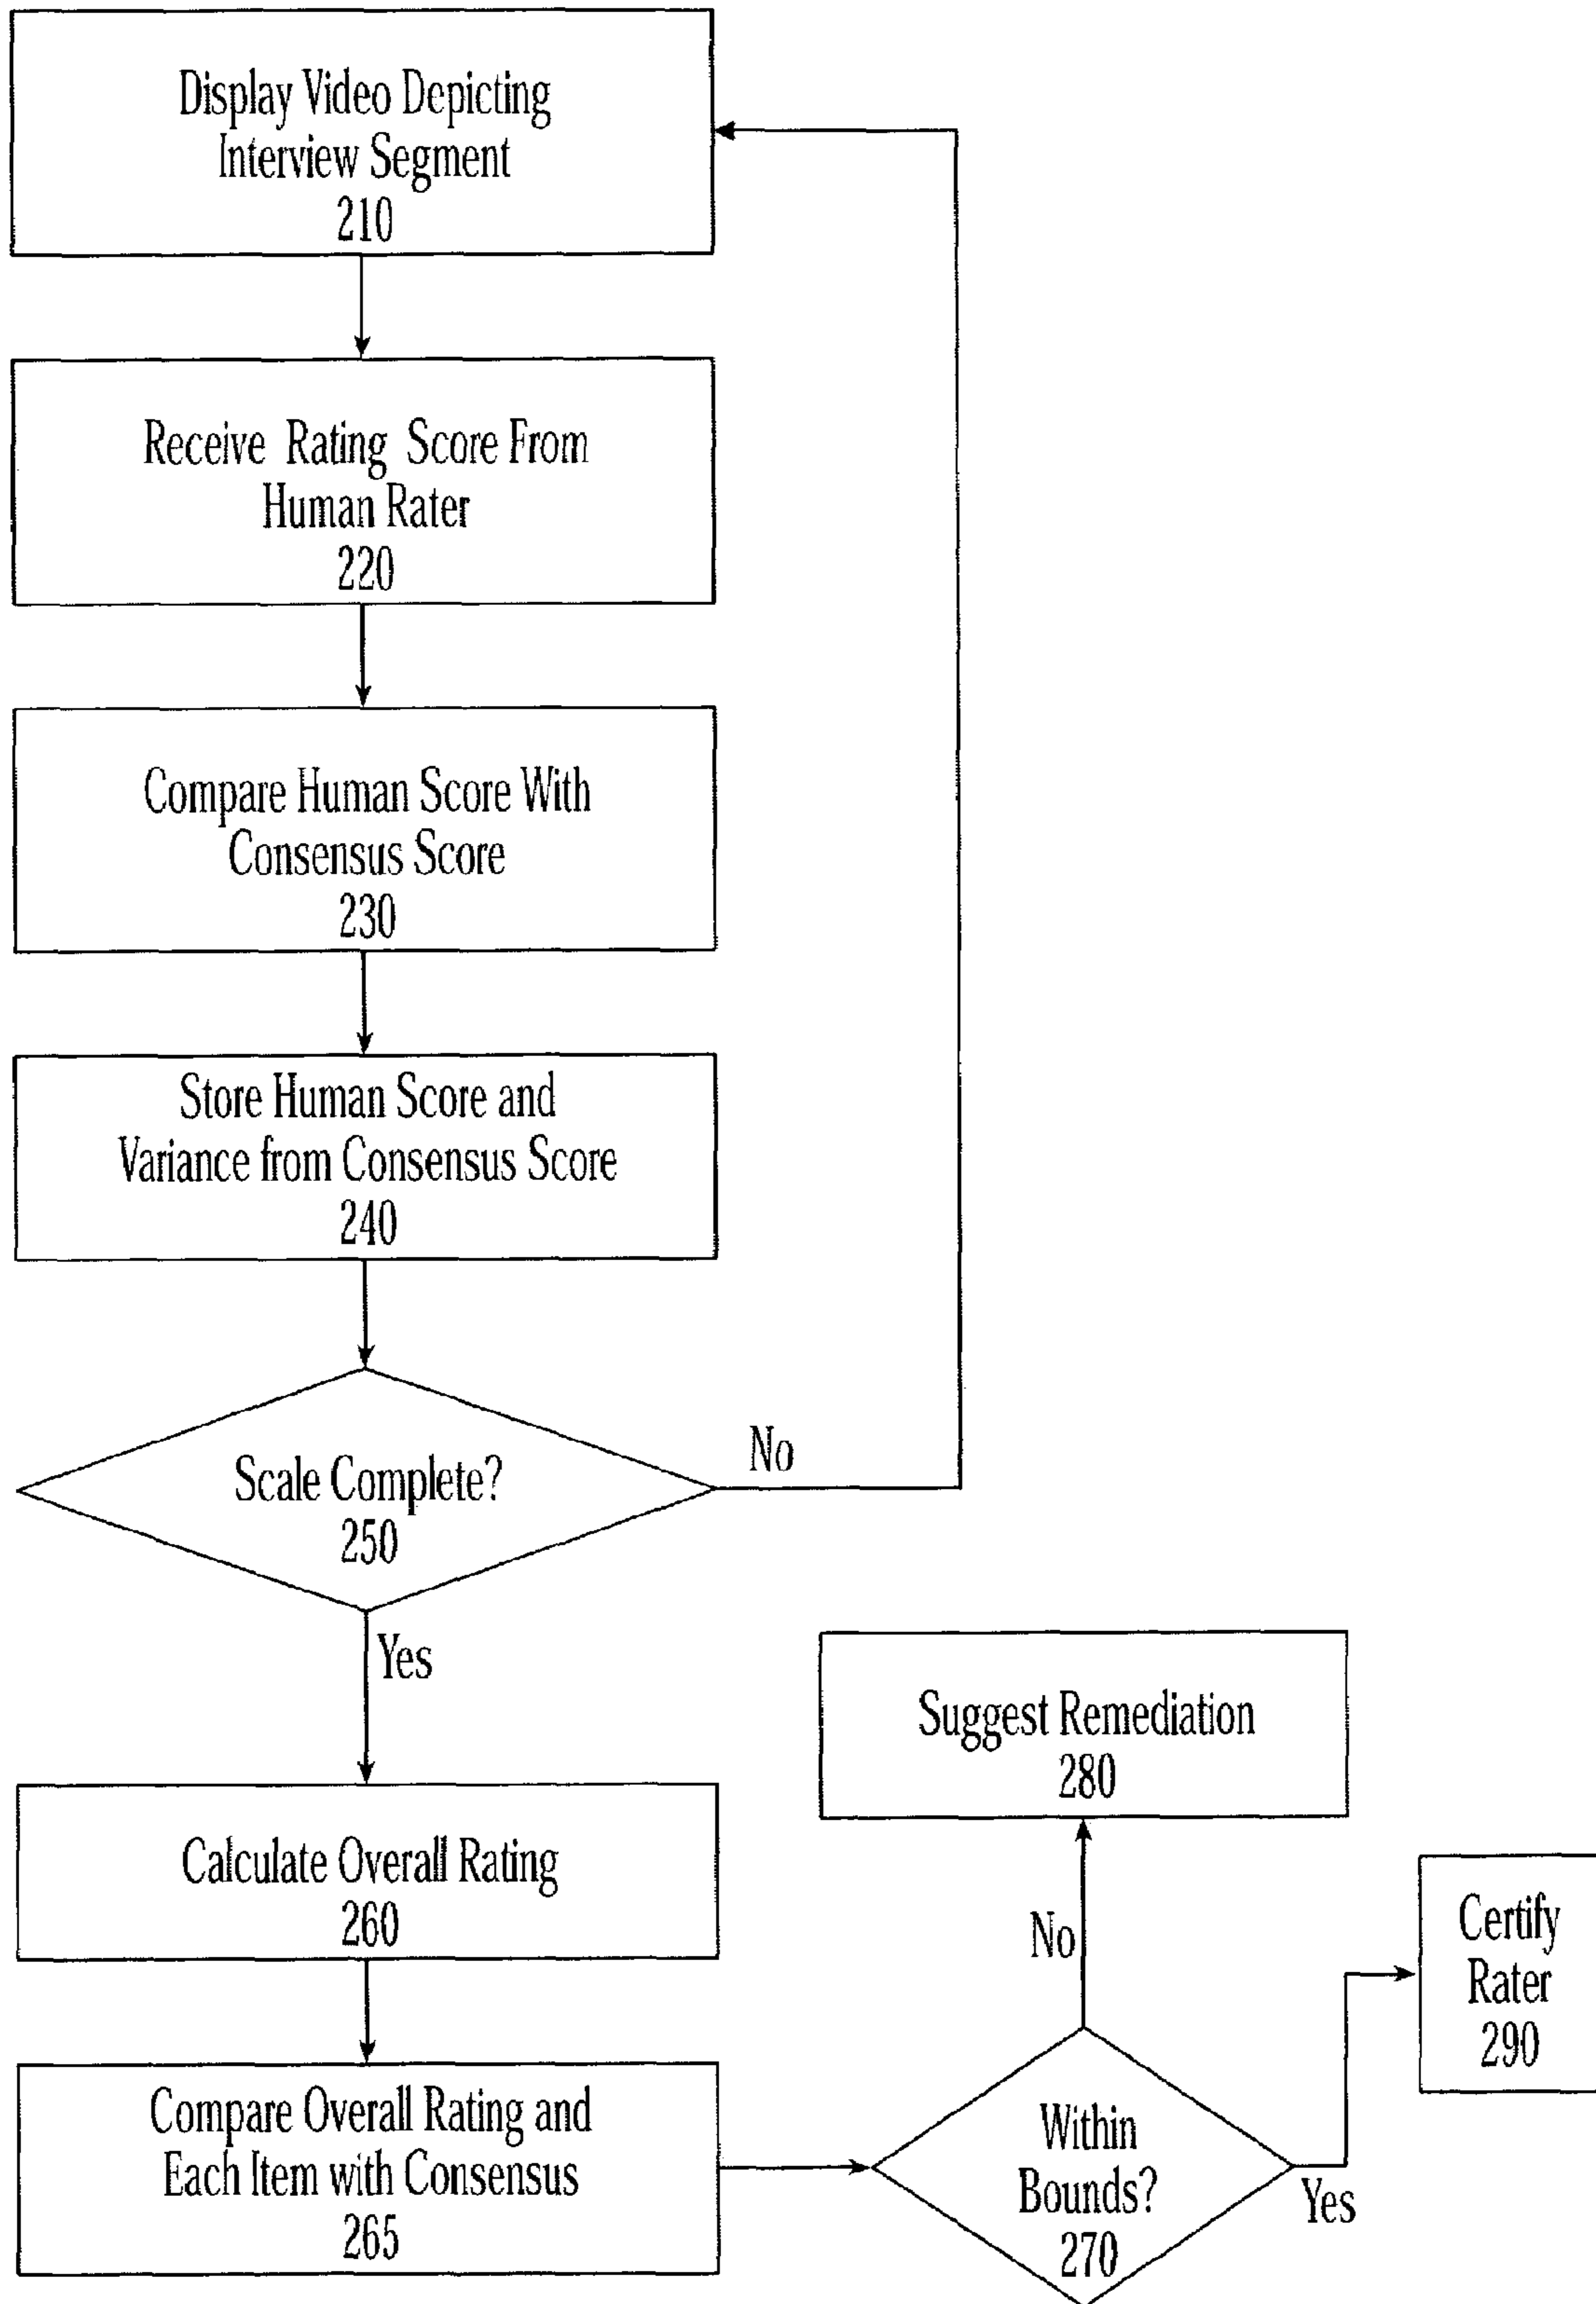 Display Video Depicting
Interview Segment
210
Receive Rating Score From
Human Rater
220
Compare Human Score With
Consensus Score
230
Store Human Score and
Variance from Consensus Score
240
Scale Complete?
250
No
Yes
Calculate Overall Rating
260
Compare Overall Rating and
Each Item with Consensus
265
Within
Bounds?
270
No
Suggest Remediation
280
Yes
Certify
Rater
290